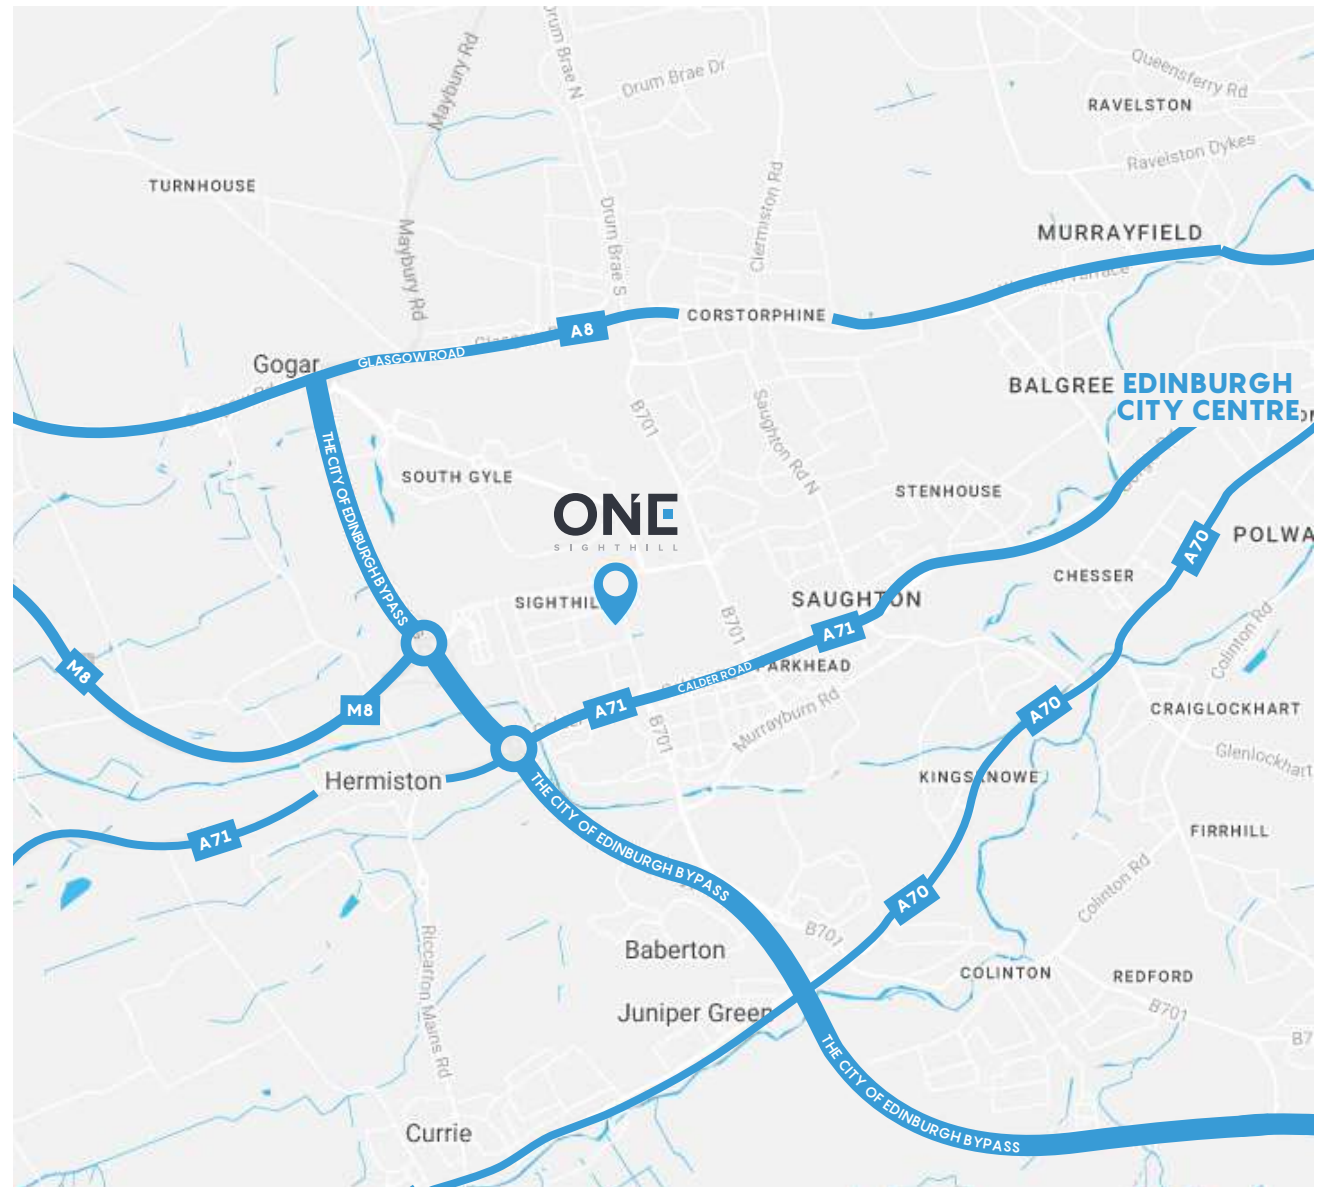 Drum Brae N
Maybury Rd
Drum Brae Dr
Queensferry Rd
RAVELSTON
Ravelston Dykes
TURNHOUSE
Clermiston Rd
Drum Brae S
Maybury Rd
MURRAYFIELD
Terrace
CORSTORPHINE
A8
GLASGOW ROAD
Gogar
BALGREE
EDINBURGH
CITY CENTRE
B701
Saughton Rd N
THE CITY OF EDINBURGH BYPASS
SOUTH GYLE
STENHOUSE
ONE
SIGHTHILL
POLWA
A70
CHESSER
SIGHTHIL
SAUGHTON
B701
A71
Colinton Rd
PARKHEAD
CALDER ROAD
M8
M8
A71
A70
CRAIGLOCKHART
Murrayburn Rd
B701
Glenlockhart
Hermiston
KINGSKNOWE
A71
THE CITY OF EDINBURGH BYPASS
FIRRHILL
Colinton Rd
A70
B701
Baberton
Riccarton Mains Rd
COLINTON
REDFORD
Juniper Green
B701
B7
THE CITY OF EDINBURGH BYPASS
Currie